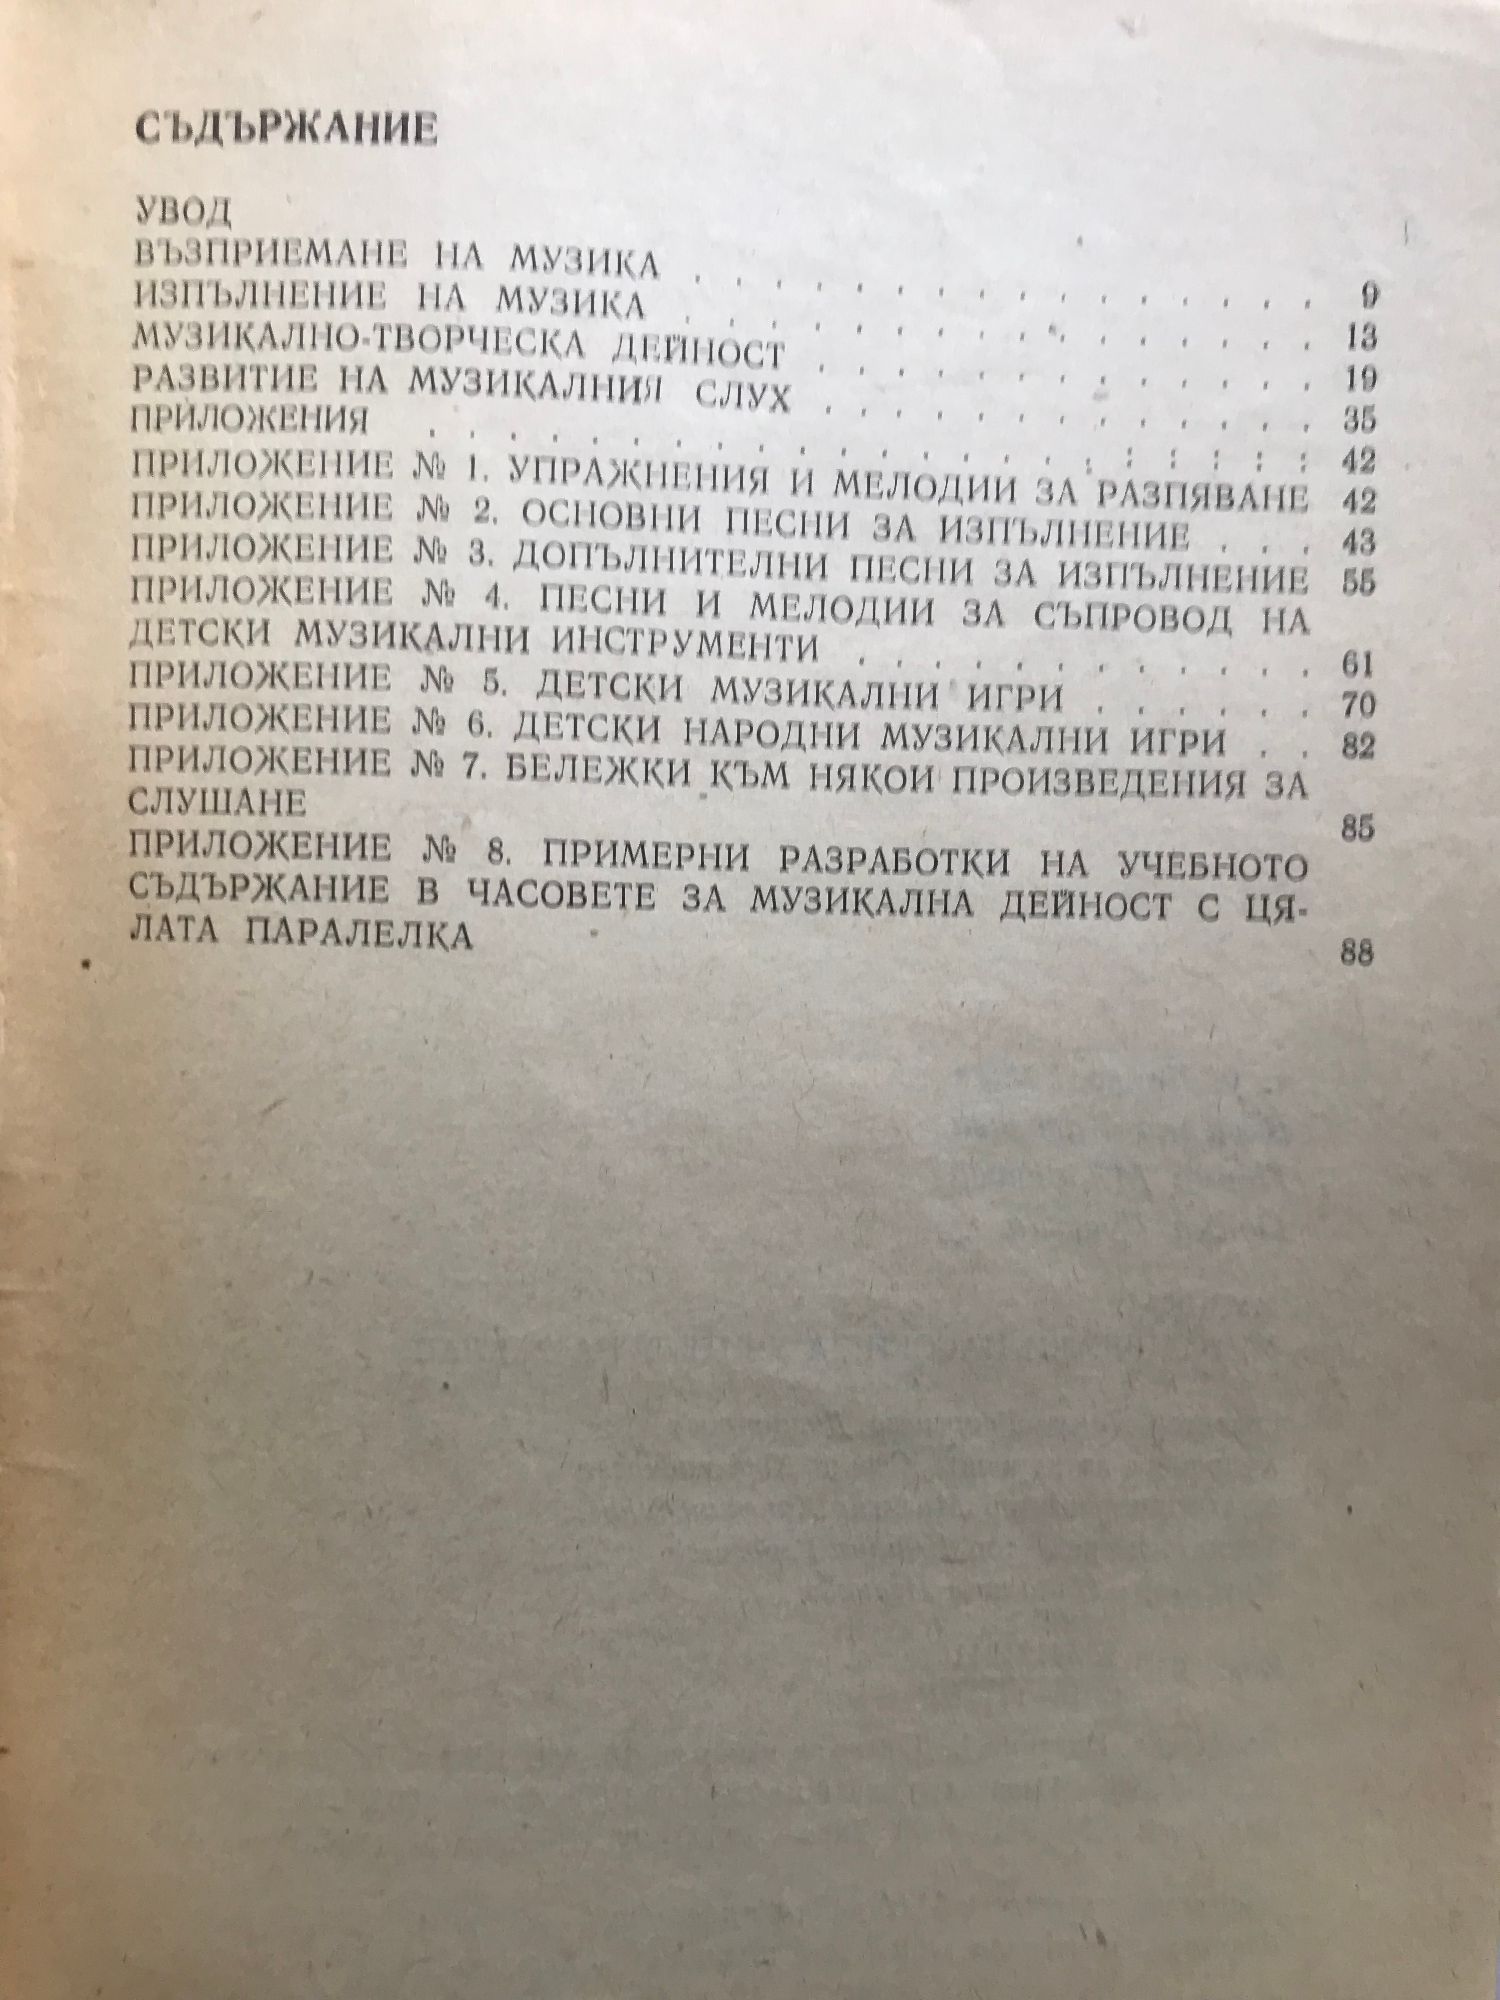 СЪДЪРЖАНИЕ
УВОД
ВЪЗПРИЕМАНЕ НА МУЗИКА . . . . . . . . . . . . . . . . 9
ИЗПЪЛНЕНИЕ НА МУЗИКА . . . . . . . . . . . . . . . . 13
МУЗИКАЛНО-ТВОРЧЕСКА ДЕЙНОСТ . . . . . . . . . . . . . 19
РАЗВИТИЕ НА МУЗИКАЛНИЯ СЛУХ . . . . . . . . . . . . . 35
ПРИЛОЖЕНИЯ . . . . . . . . . . . . . . . . . . . . . . 42
ПРИЛОЖЕНИЕ № 1. УПРАЖНЕНИЯ И МЕЛОДИИ ЗА РАЗПЯВАНЕ 42
ПРИЛОЖЕНИЕ № 2. ОСНОВНИ ПЕСНИ ЗА ИЗПЪЛНЕНИЕ . . . 43
ПРИЛОЖЕНИЕ № 3. ДОПЪЛНИТЕЛНИ ПЕСНИ ЗА ИЗПЪЛНЕНИЕ 55
ПРИЛОЖЕНИЕ № 4. ПЕСНИ И МЕЛОДИИ ЗА СЪПРОВОД НА
ДЕТСКИ МУЗИКАЛНИ ИНСТРУМЕНТИ . . . . . . . . . . . . 61
ПРИЛОЖЕНИЕ № 5. ДЕТСКИ МУЗИКАЛНИ ИГРИ . . . . . . 70
ПРИЛОЖЕНИЕ № 6. ДЕТСКИ НАРОДНИ МУЗИКАЛНИ ИГРИ . . 82
ПРИЛОЖЕНИЕ № 7. БЕЛЕЖКИ КЪМ НЯКОИ ПРОИЗВЕДЕНИЯ ЗА
СЛУШАНЕ 85
ПРИЛОЖЕНИЕ № 8. ПРИМЕРНИ РАЗРАБОТКИ НА УЧЕБНОТО
СЪДЪРЖАНИЕ В ЧАСОВЕТЕ ЗА МУЗИКАЛНА ДЕЙНОСТ С ЦЯ-
ЛАТА ПАРАЛЕЛКА 88